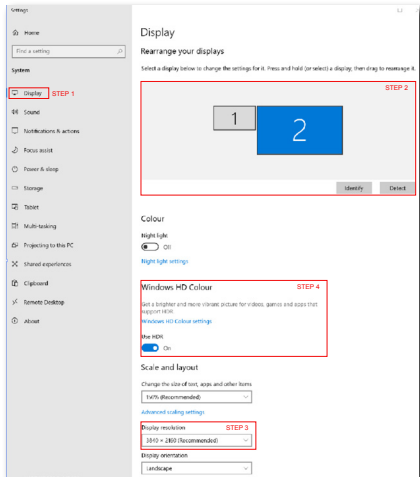 Settings
Home
Find a setting
System
Display
STEP 1
Sound
Notifications & actions
Focus assist
Power & sleep
Storage
Tablet
Multi-tasking
Projecting to this PC
Shared experiences
Clipboard
Remote Desktop
About
Display
Rearrange your displays
Select a display below to change the settings for it. Press and hold (or select) a display, then drag to rearrange it.
STEP 2
1
2
Identify
Detect
Colour
Night light
Off
Night light settings
Windows HD Colour
STEP 4
Get a brighter and more vibrant picture for videos, games and apps that
support HDR.
Windows HD Colour settings
Use HDR
On
Scale and layout
Change the size of text, apps and other items
150% (Recommended)
Advanced scaling settings
Display resolution
STEP 3
3840 × 2160 (Recommended)
Display orientation
Landscape